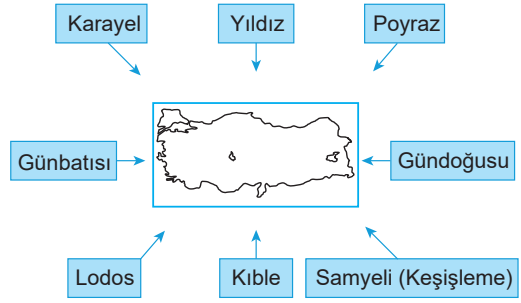 Karayel
Yıldız
Poyraz
Günbatısı
Gündoğusu
Lodos
Kıble
Samyeli (Keşişleme)